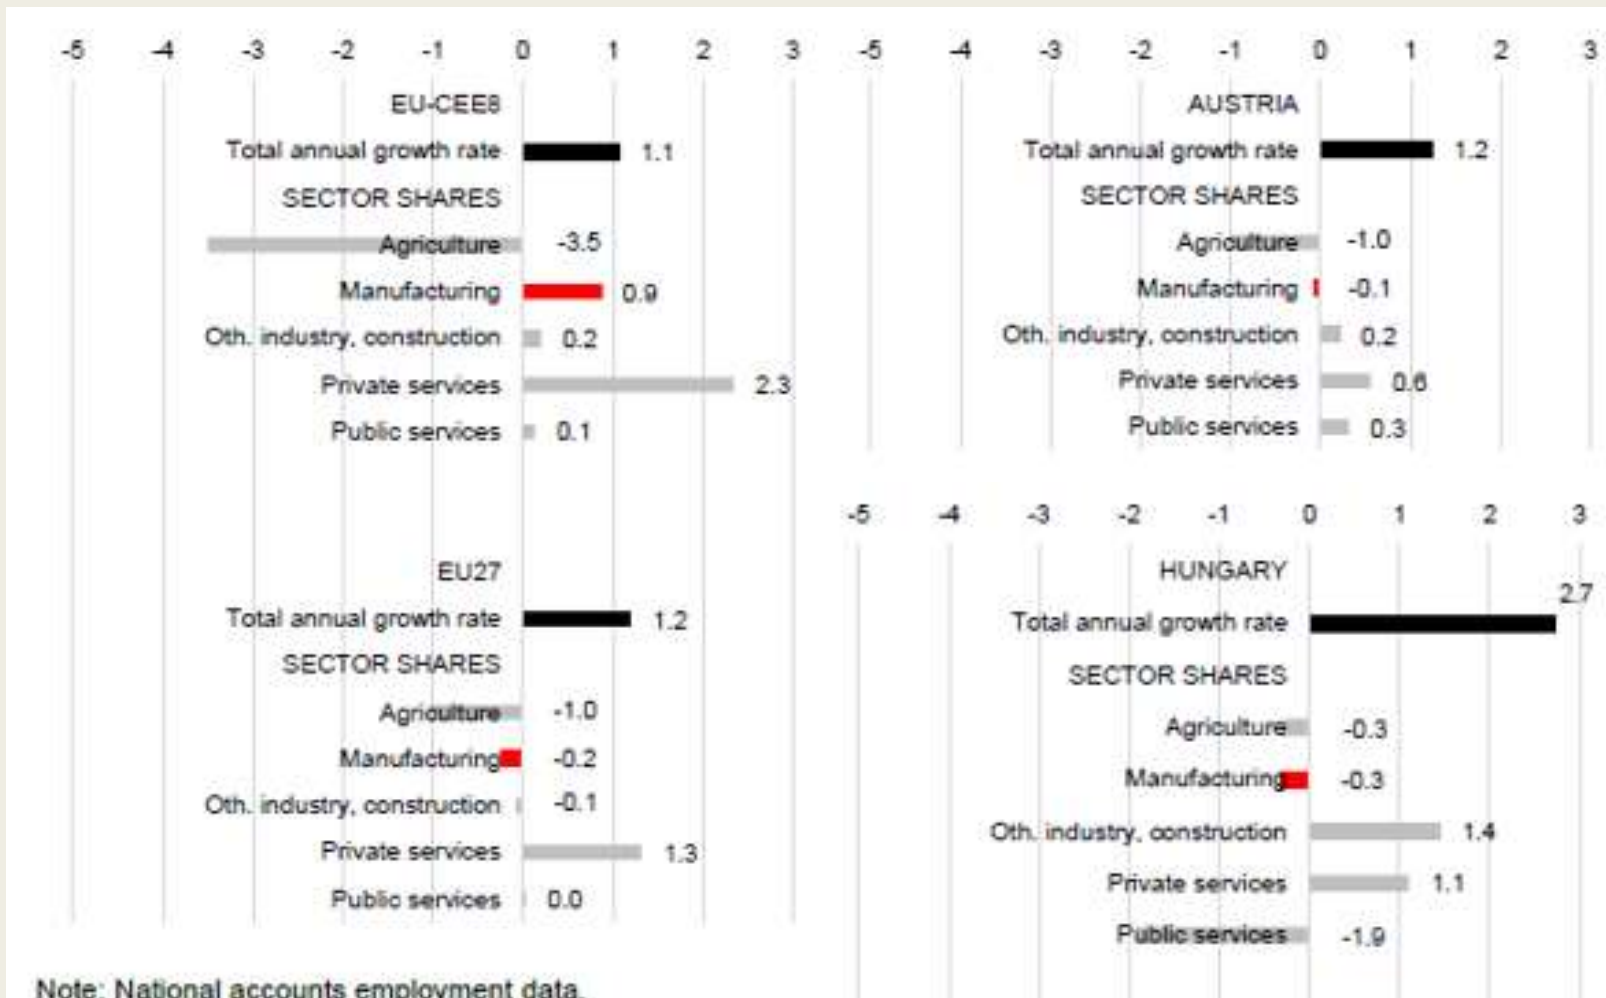 -5 -4 -3 -2 -1 0 1 2 3
EU-CEE8
Total annual growth rate 1.1
SECTOR SHARES
Agriculture -3.5
Manufacturing 0.9
Oth. industry, construction 0.2
Private services 2.3
Public services 0.1
EU27
Total annual growth rate 1.2
SECTOR SHARES
Agriculture -1.0
Manufacturing -0.2
Oth. industry, construction -0.1
Private services 1.3
Public services 0.0
-5 -4 -3 -2 -1 0 1 2 3
AUSTRIA
Total annual growth rate 1.2
SECTOR SHARES
Agriculture -1.0
Manufacturing -0.1
Oth. industry, construction 0.2
Private services 0.6
Public services 0.3
-5 -4 -3 -2 -1 0 1 2 3
HUNGARY
Total annual growth rate 2.7
SECTOR SHARES
Agriculture -0.3
Manufacturing -0.3
Oth. industry, construction 1.4
Private services 1.1
Public services -1.9
Note: National accounts employment data.